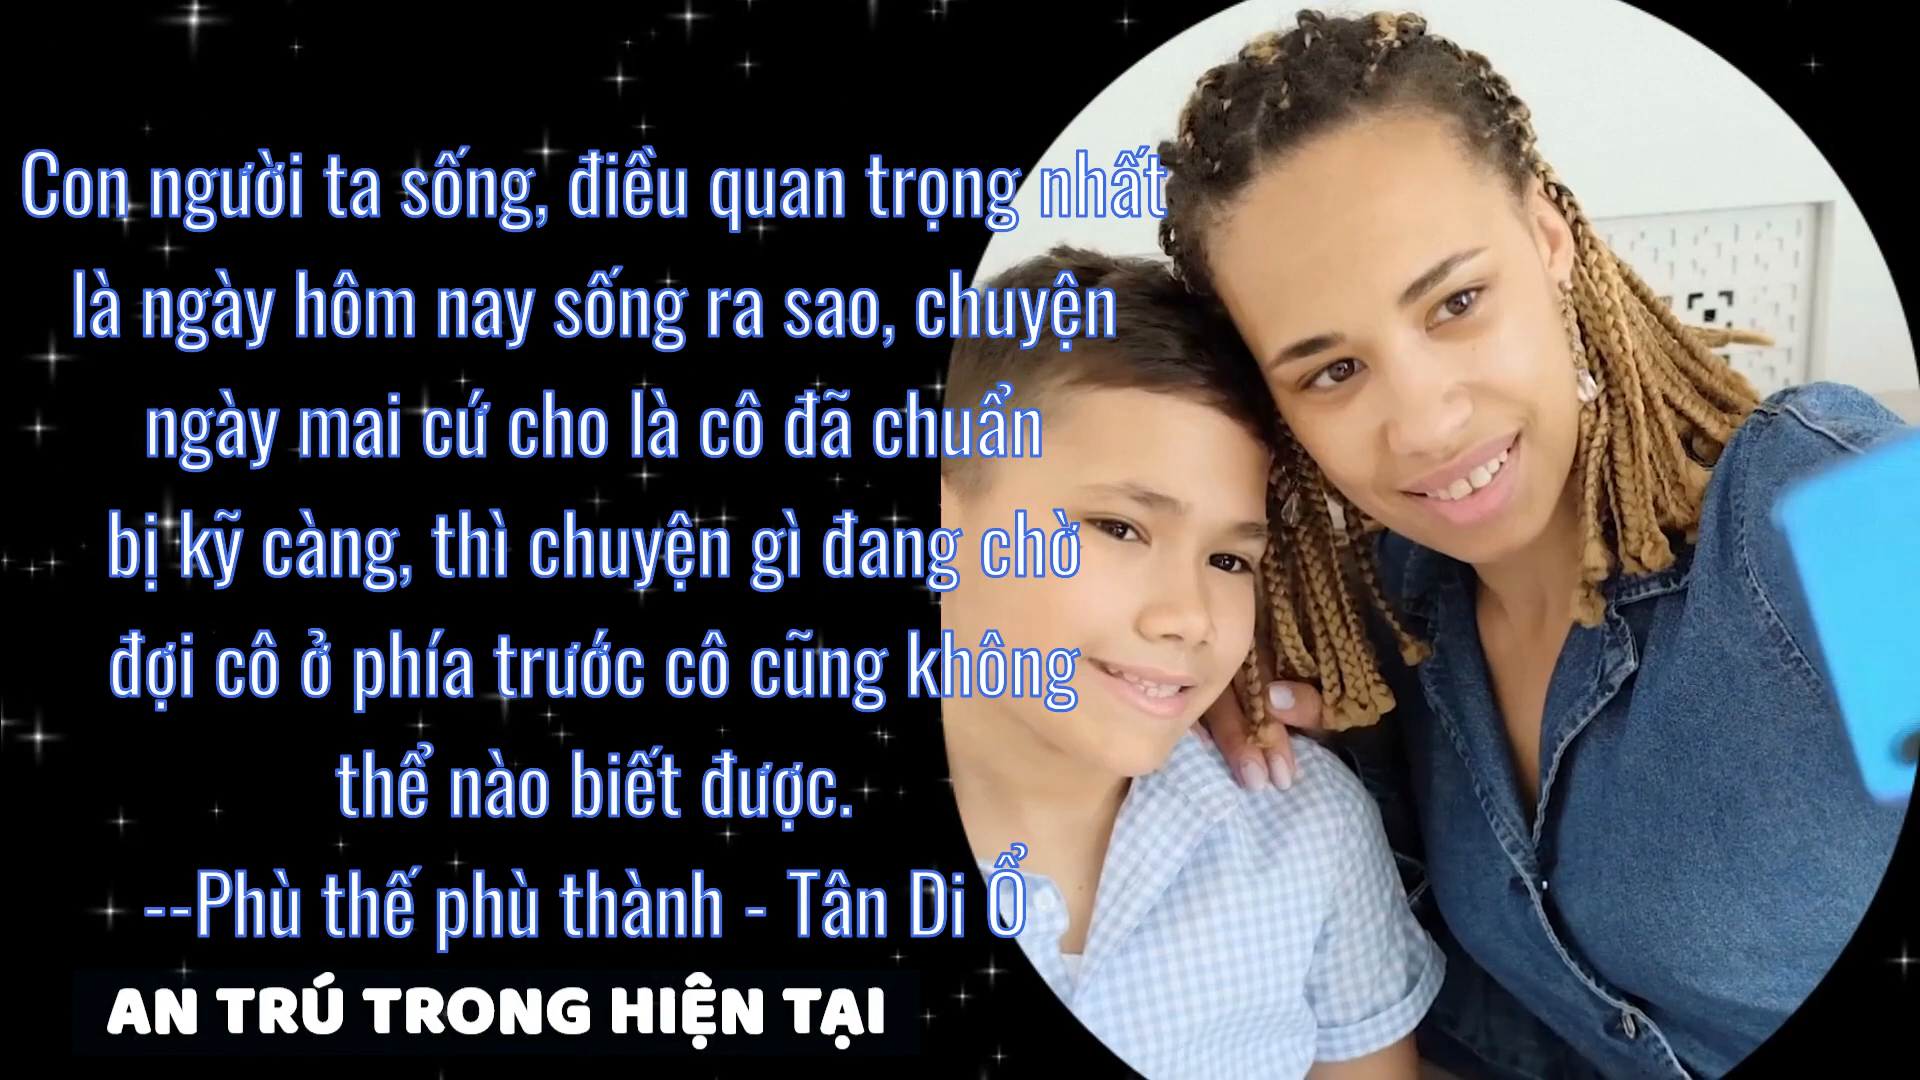 Con người ta sống, điều quan trọng nhất
là ngày hôm nay sống ra sao, chuyện
ngày mai cứ cho là cô đã chuẩn
bị kỹ càng, thì chuyện gì đang chờ
đợi cô ở phía trước cô cũng không
thể nào biết được.
--Phù thế phù thành - Tân Di Ổ
AN TRÚ TRONG HIỆN TẠI